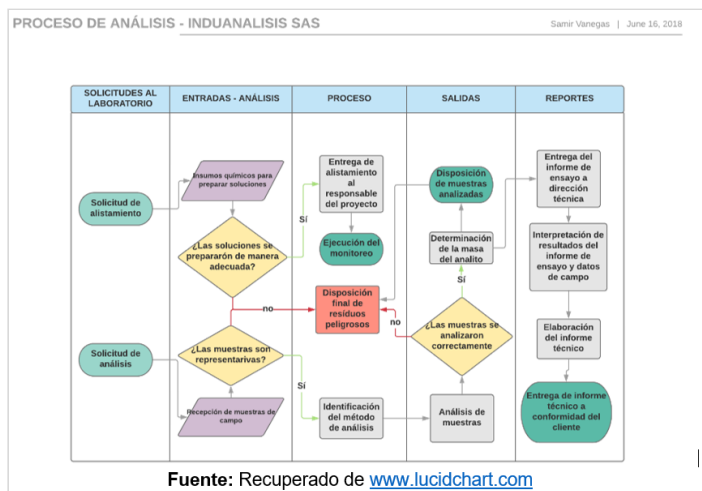 PROCESO DE ANÁLISIS - INDUANALISIS SAS
Samir Vanegas | June 16, 2018
SOLICITUDES AL
LABORATORIO
ENTRADAS - ANÁLISIS
PROCESO
SALIDAS
REPORTES
Solicitud de
alistamiento
Solicitud de
análisis
Insumos químicos para
preparar soluciones
¿Las soluciones se
prepararón de manera
adecuada?
Sí
no
¿Las muestras son
representarivas?
Sí
Recepción de muestras de
campo
Entrega de
alistamiento
al
responsable
del proyecto
Ejecución del
monitoreo
Disposición
final de
resíduos
peligrosos
Identificación
del método
de análisis
Disposición
de muestras
analizadas
Determinación
de la masa
del analito
Sí
no
¿Las muestras se
analizaron
correctamente
Análisis de
muestras
Entrega del
informe de
ensayo a
dirección
técnica
Interpretación de
resultados del
informe de
ensayo y datos
de campo
Elaboración
del informe
técnico
Entrega de informe
técnico a
conformidad del
cliente
Fuente: Recuperado de www.lucidchart.com